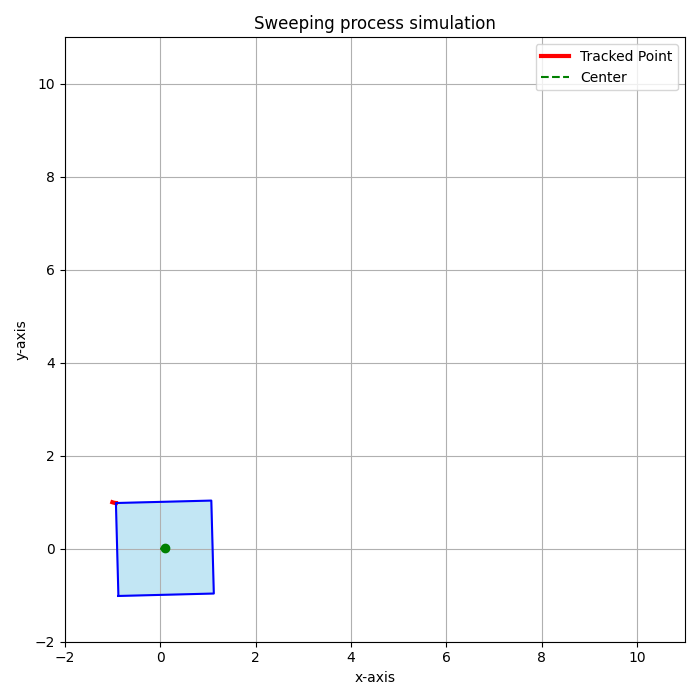 Sweeping process simulation
Tracked Point
Center
10
8
6
4
2
0
−2
y-axis
−2
0
2
4
6
8
10
x-axis